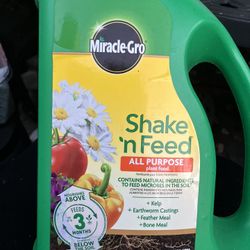 Miracle-Gro
Shake
'n Feed
ALL PURPOSE
plant food
CONTAINS NATURAL INGREDIENTS
TO FEED MICROBES IN THE SOIL
• Kelp
• Earthworm Castings
• Feather Meal
• Bone Meal
ABOVE
FEEDS
3
MONTHS
BELOW